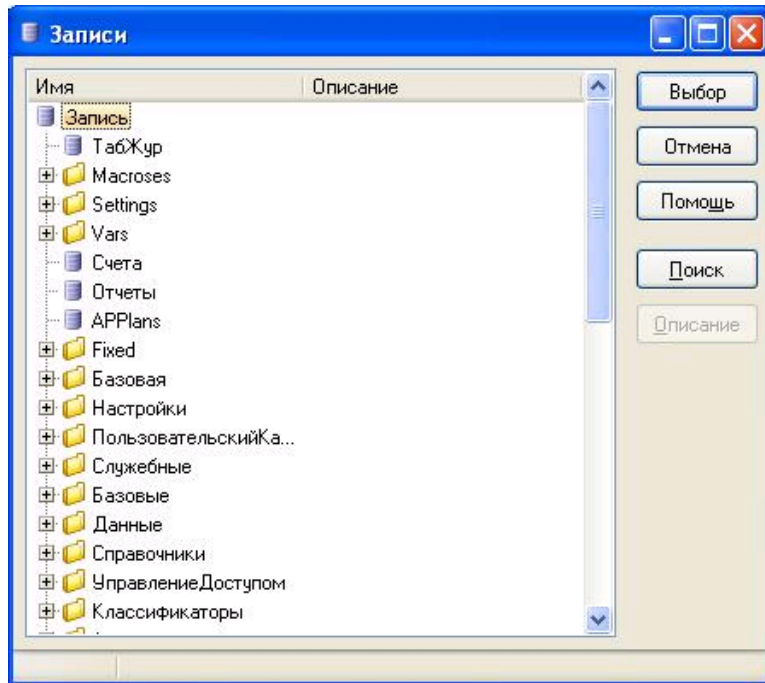 Записи
Имя Описание
Запись
ТабЖур
Macroses
Settings
Vars
Счета
Отчеты
APPlans
Fixed
Базовая
Настройки
ПользовательскийКа...
Служебные
Базовые
Данные
Справочники
УправлениеДоступом
Классификаторы
Выбор
Отмена
Помощь
Поиск
Описание